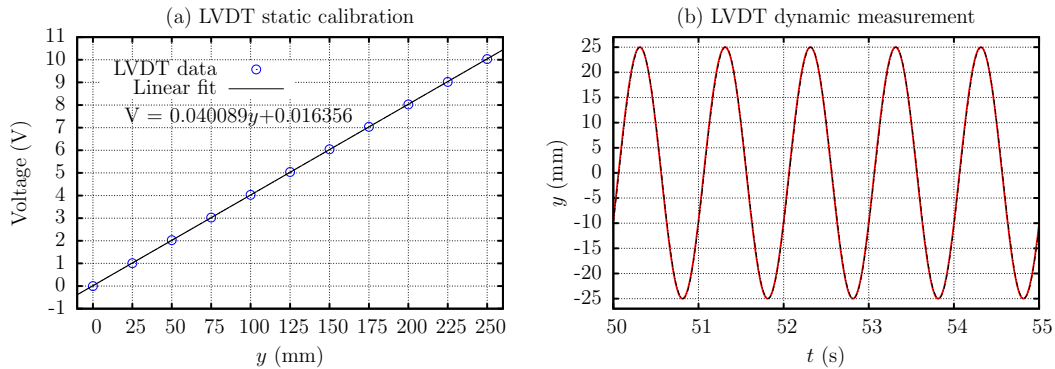 (a) LVDT static calibration
11
10
9
8
7
6
5
4
3
2
1
0
-1
Voltage (V)
LVDT data
Linear fit
V = 0.040089y+0.016356
0 25 50 75 100 125 150 175 200 225 250
y (mm)
(b) LVDT dynamic measurement
25
20
15
10
5
0
-5
-10
-15
-20
-25
y (mm)
50 51 52 53 54 55
t (s)